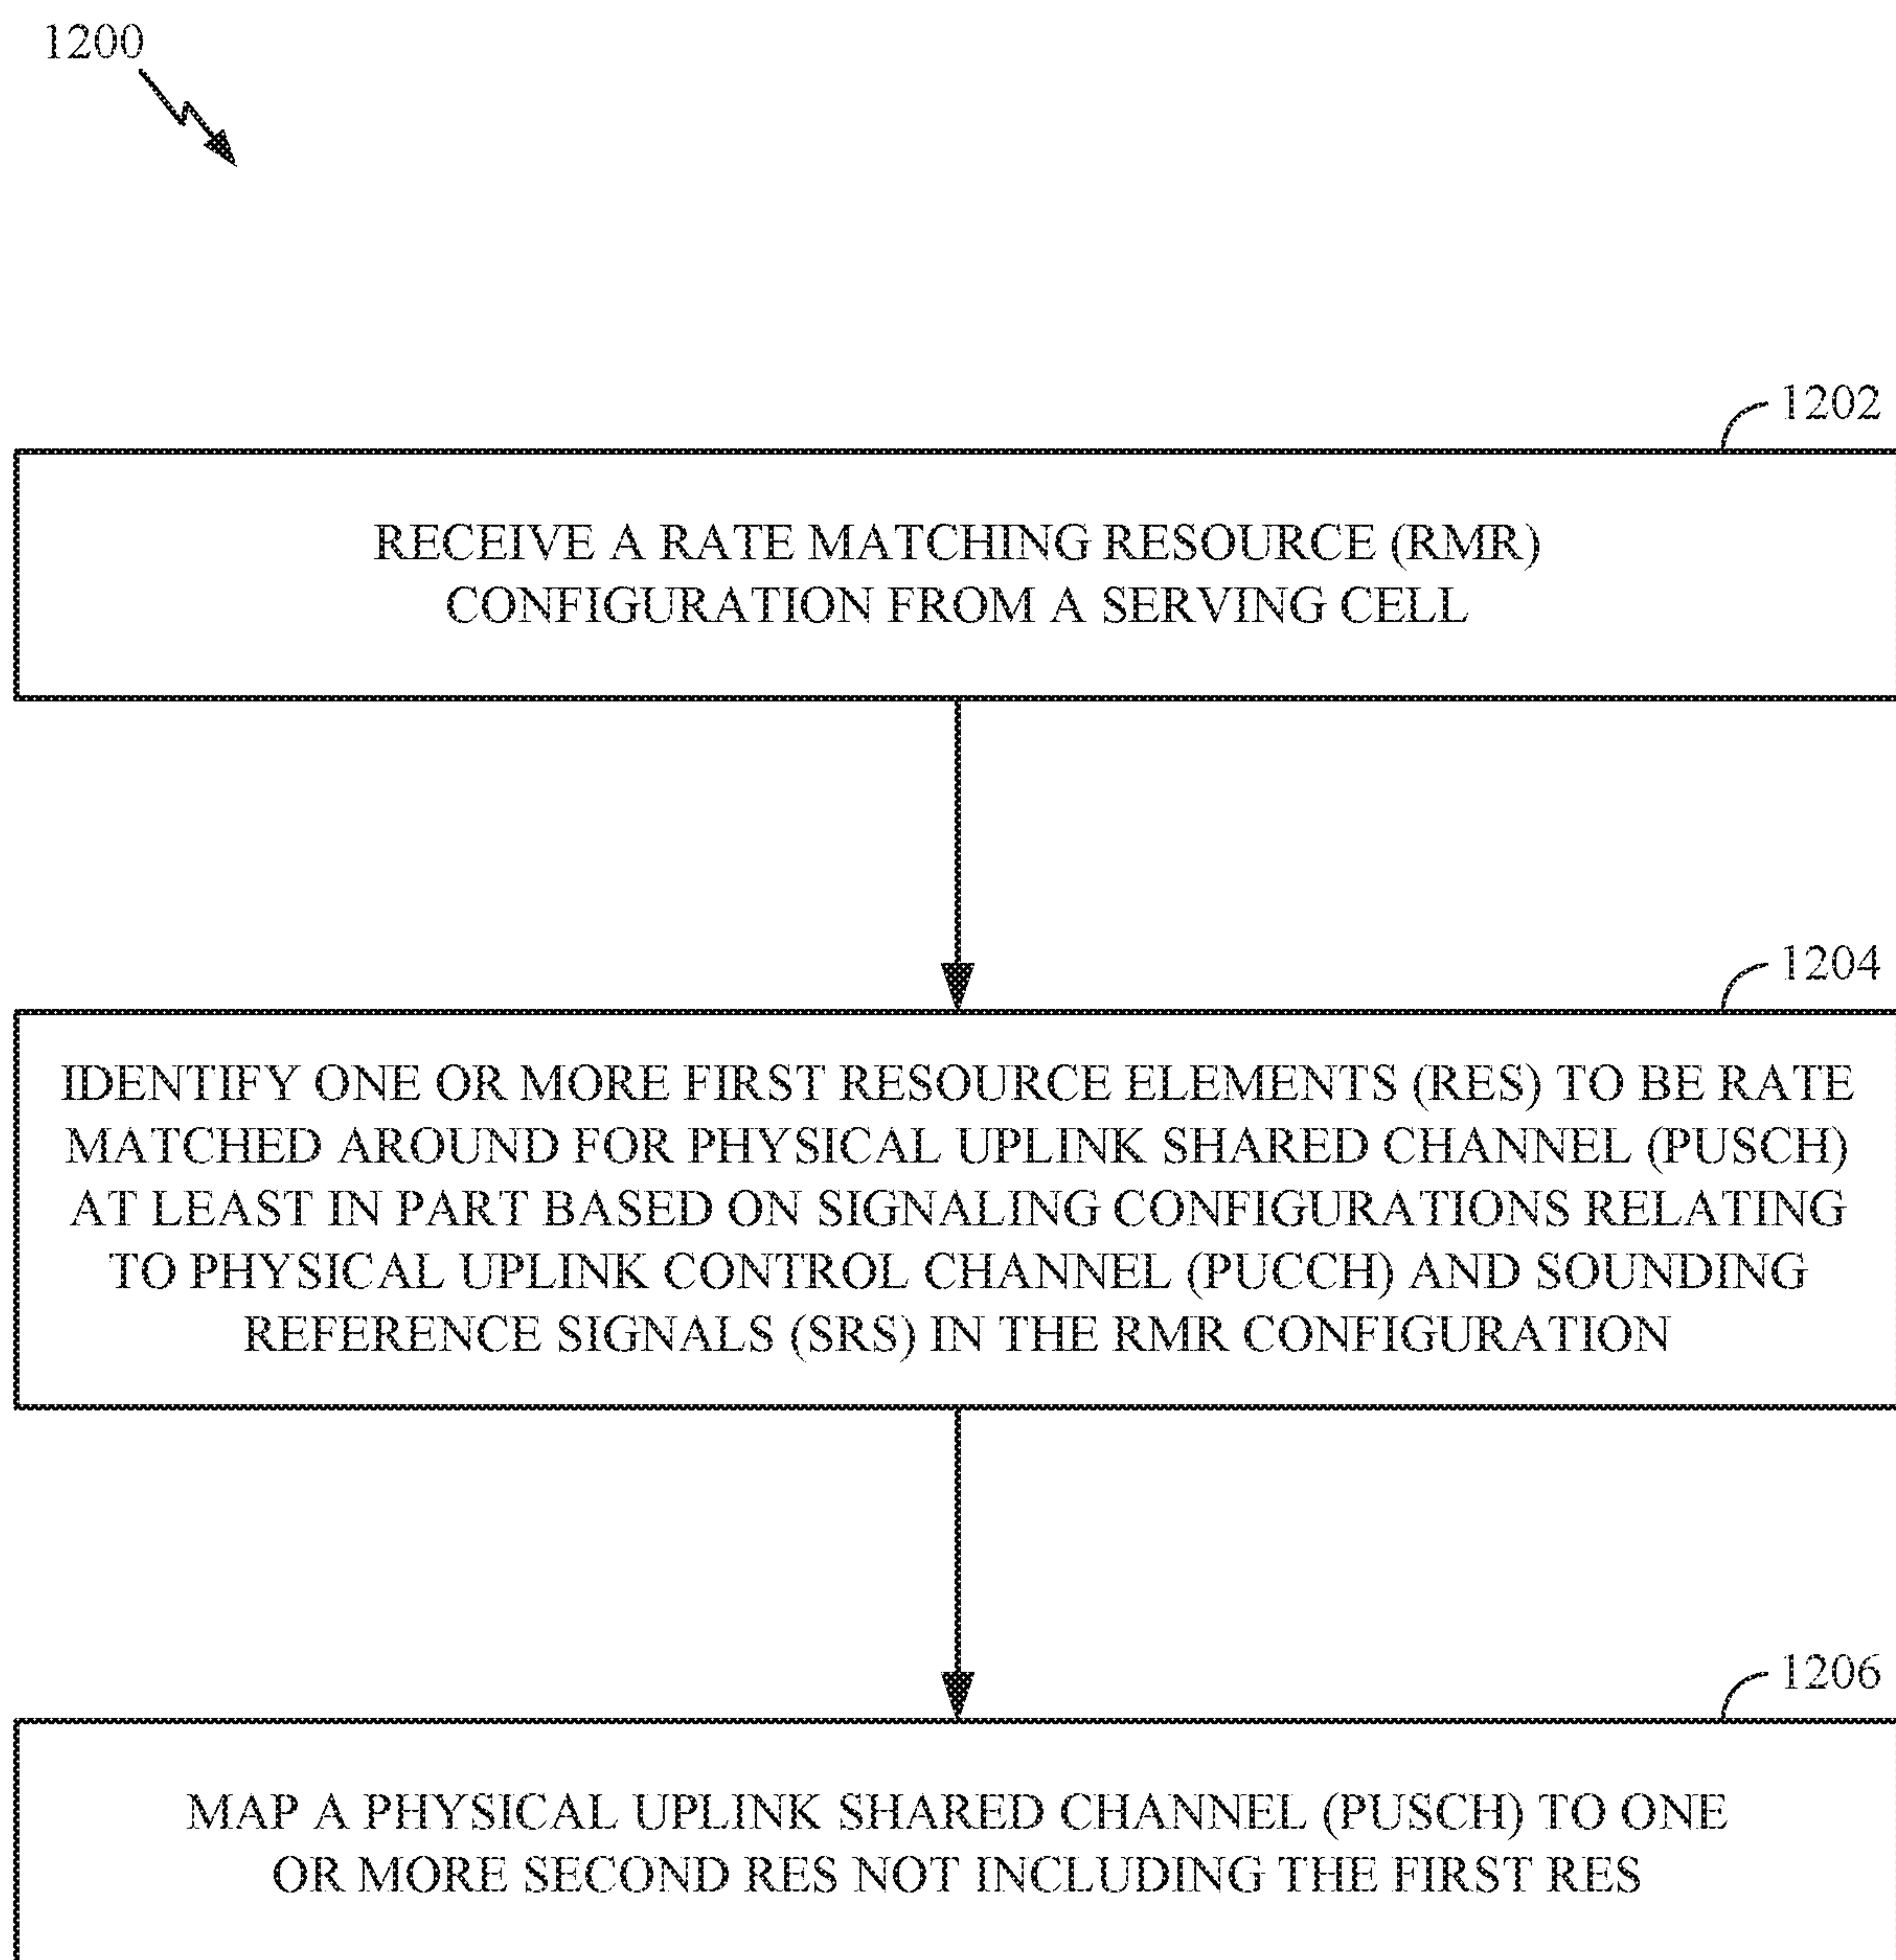 1200
1202
RECEIVE A RATE MATCHING RESOURCE (RMR)
CONFIGURATION FROM A SERVING CELL
1204
IDENTIFY ONE OR MORE FIRST RESOURCE ELEMENTS (RES) TO BE RATE
MATCHED AROUND FOR PHYSICAL UPLINK SHARED CHANNEL (PUSCH)
AT LEAST IN PART BASED ON SIGNALING CONFIGURATIONS RELATING
TO PHYSICAL UPLINK CONTROL CHANNEL (PUCCH) AND SOUNDING
REFERENCE SIGNALS (SRS) IN THE RMR CONFIGURATION
1206
MAP A PHYSICAL UPLINK SHARED CHANNEL (PUSCH) TO ONE
OR MORE SECOND RES NOT INCLUDING THE FIRST RES